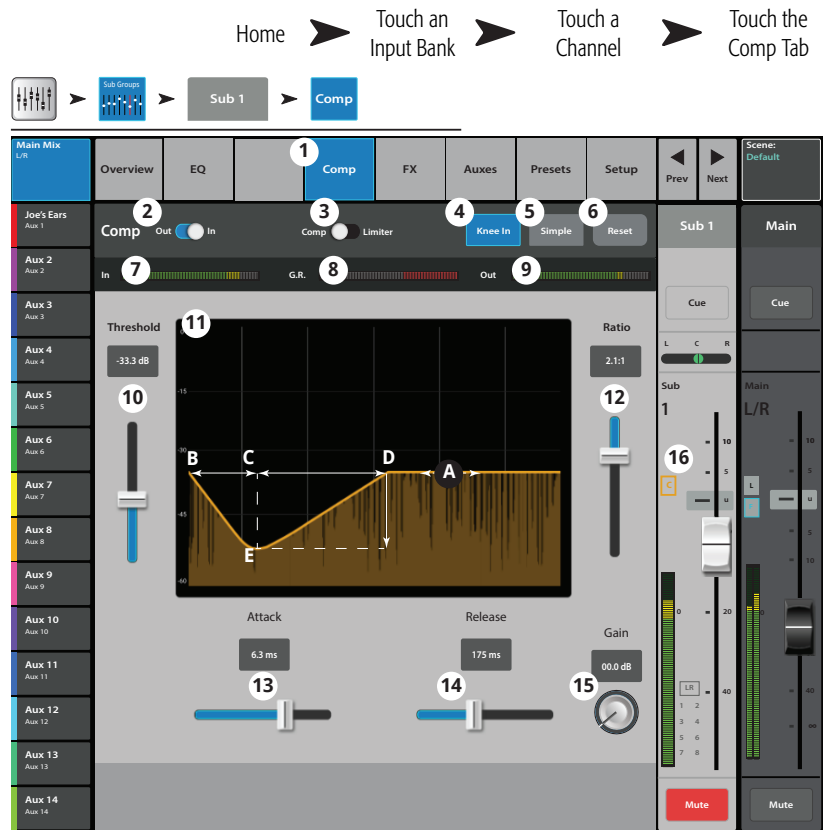 Home
Touch an
Input Bank
Touch a
Channel
Touch the
Comp Tab
Sub Groups
Sub 1
Comp
Main Mix
L/R
Overview
EQ
1
Comp
FX
Auxes
Presets
Setup
Prev
Next
Scene:
Default
Joe's Ears
Aux 1
Aux 2
Aux 2
Aux 3
Aux 3
Aux 4
Aux 4
Aux 5
Aux 5
Aux 6
Aux 6
Aux 7
Aux 7
Aux 8
Aux 8
Aux 9
Aux 9
Aux 10
Aux 10
Aux 11
Aux 11
Aux 12
Aux 12
Aux 13
Aux 13
Aux 14
Aux 14
Comp
2
Out
In
3
Comp
Limiter
4
Knee In
5
Simple
6
Reset
In
7
G.R.
8
Out
9
Threshold
-33.3 dB
10
11
-15
-30
-45
-60
B
C
D
A
E
Ratio
2.1:1
12
Attack
6.3 ms
13
Release
175 ms
14
Gain
00.0 dB
15
Sub 1
Cue
L C R
Sub
1
16
C
10
5
u
0
20
LR
40
1 2
3 4
5 6
7 8
Mute
Main
Cue
Main
L/R
10
5
L
u
5
10
0
20
40
∞
Mute